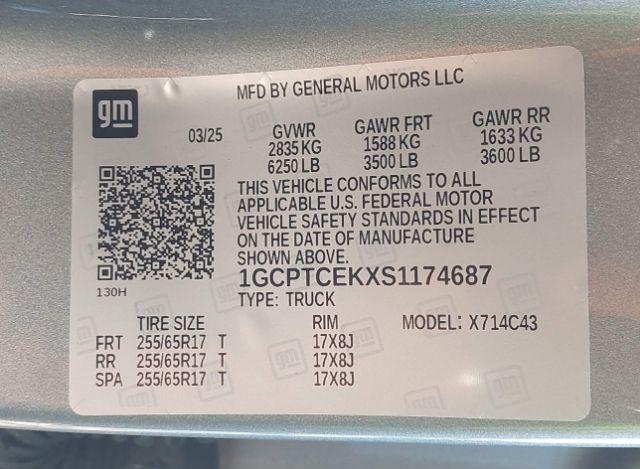 gm
MFD BY GENERAL MOTORS LLC
03/25
GVWR GAWR FRT GAWR RR
2835 KG 1588 KG 1633 KG
6250 LB 3500 LB 3600 LB
THIS VEHICLE CONFORMS TO ALL
APPLICABLE U.S. FEDERAL MOTOR
VEHICLE SAFETY STANDARDS IN EFFECT
ON THE DATE OF MANUFACTURE
SHOWN ABOVE.
130H
1GCPTCEKXS1174687
TYPE: TRUCK
TIRE SIZE RIM MODEL: X714C43
FRT 255/65R17 T 17X8J
RR 255/65R17 T 17X8J
SPA 255/65R17 T 17X8J